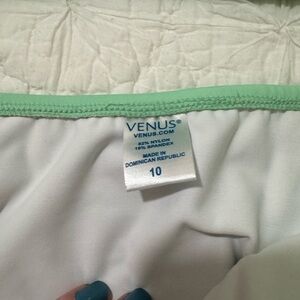 VENUS®
VENUS.COM
82% NYLON
18% SPANDEX
MADE IN
DOMINICAN REPUBLIC
10